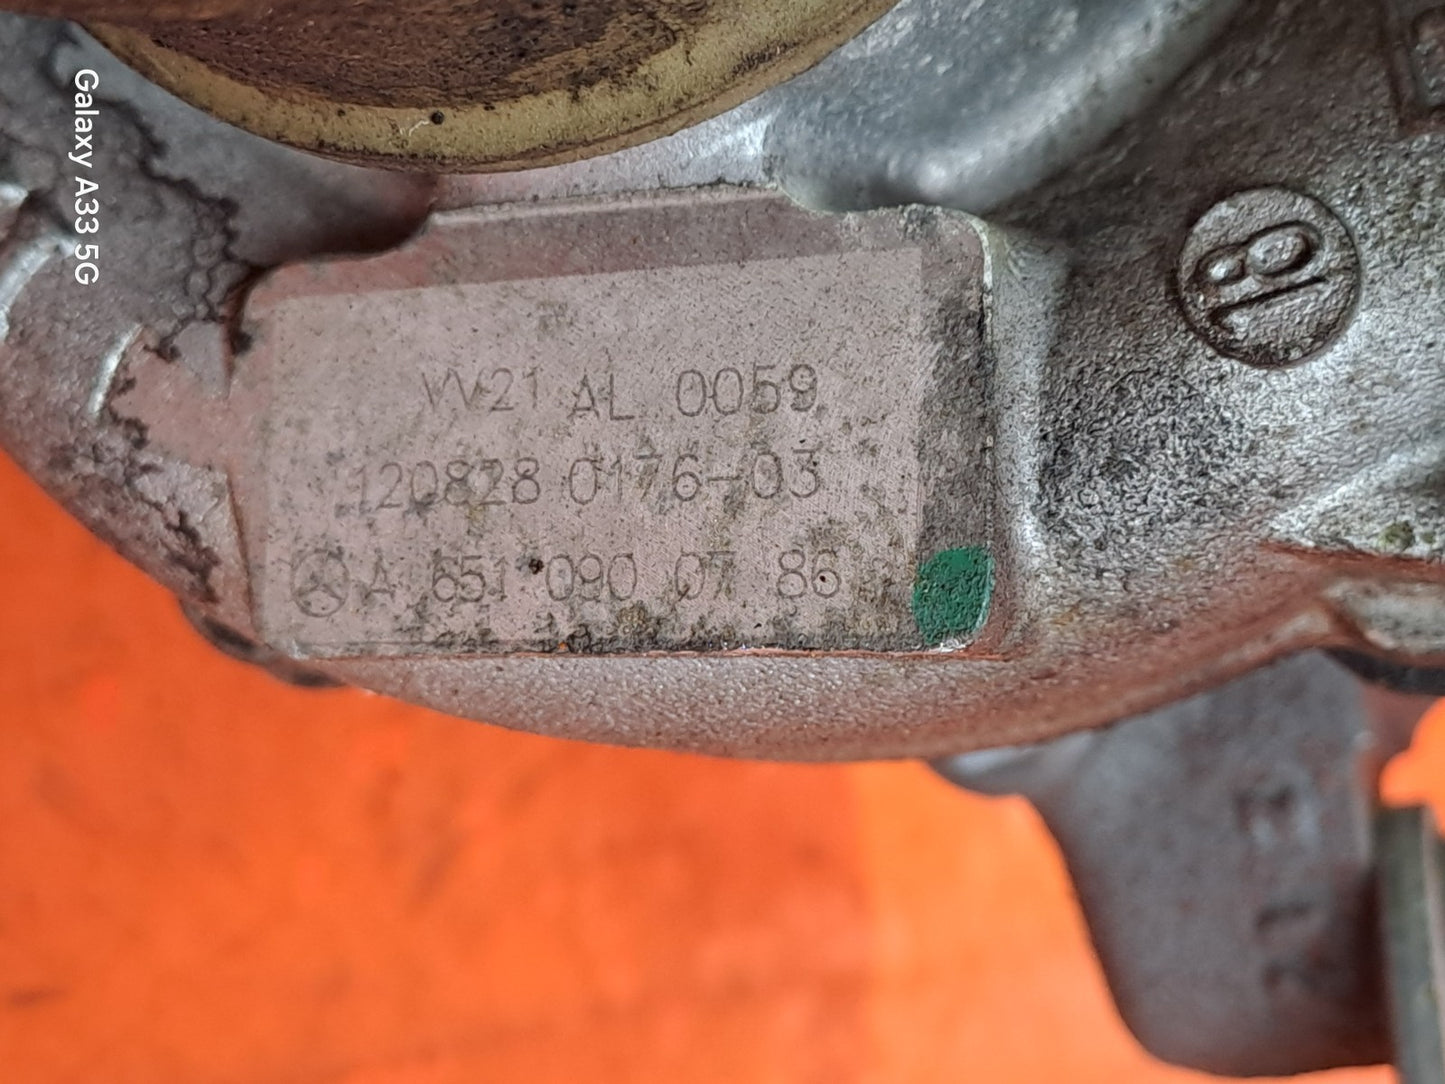 Galaxy A33 5G
VV21 AL 0059
120828 0176-03
A 651 090 07 86
18